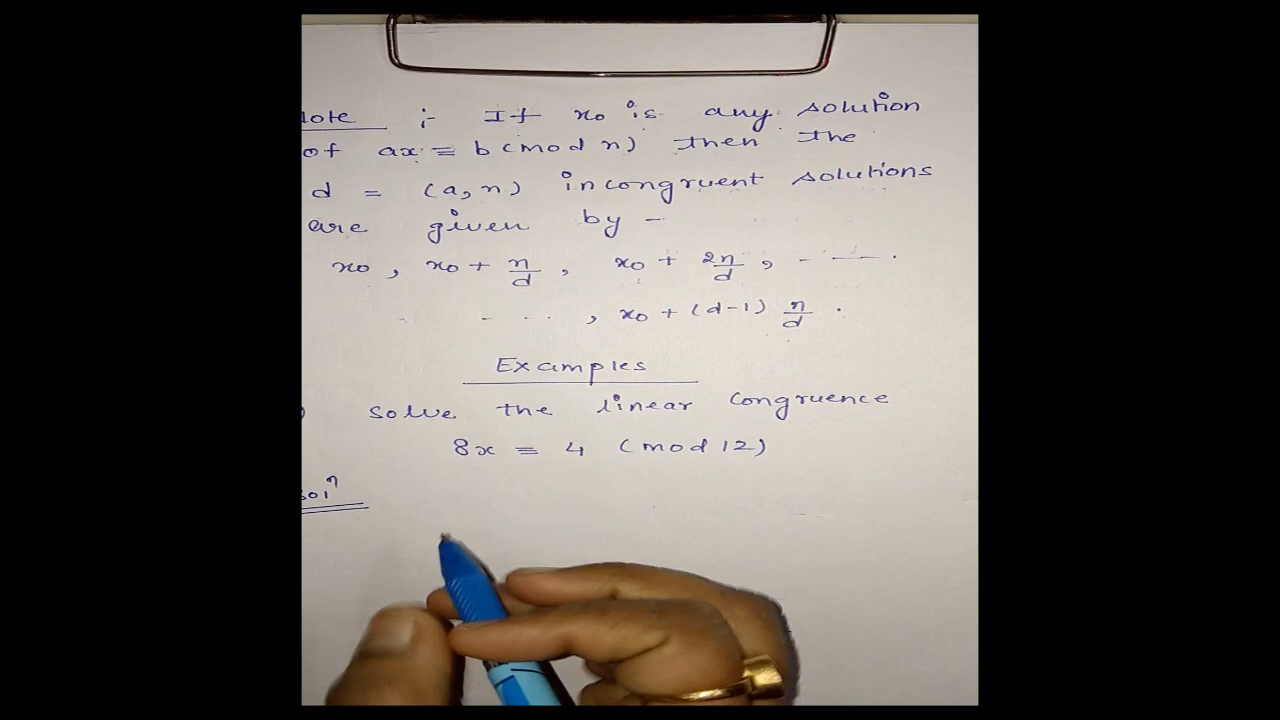 Note :- If x₀ is any solution
of ax ≡ b (mod n) then the
d = (a, n) incongruent solutions
are given by –
x₀, x₀ + n/d, x₀ + 2n/d, - - - .
- - - , x₀ + (d-1) n/d .
Examples
) Solve the linear congruence
8x ≡ 4 (mod 12)
Solⁿ